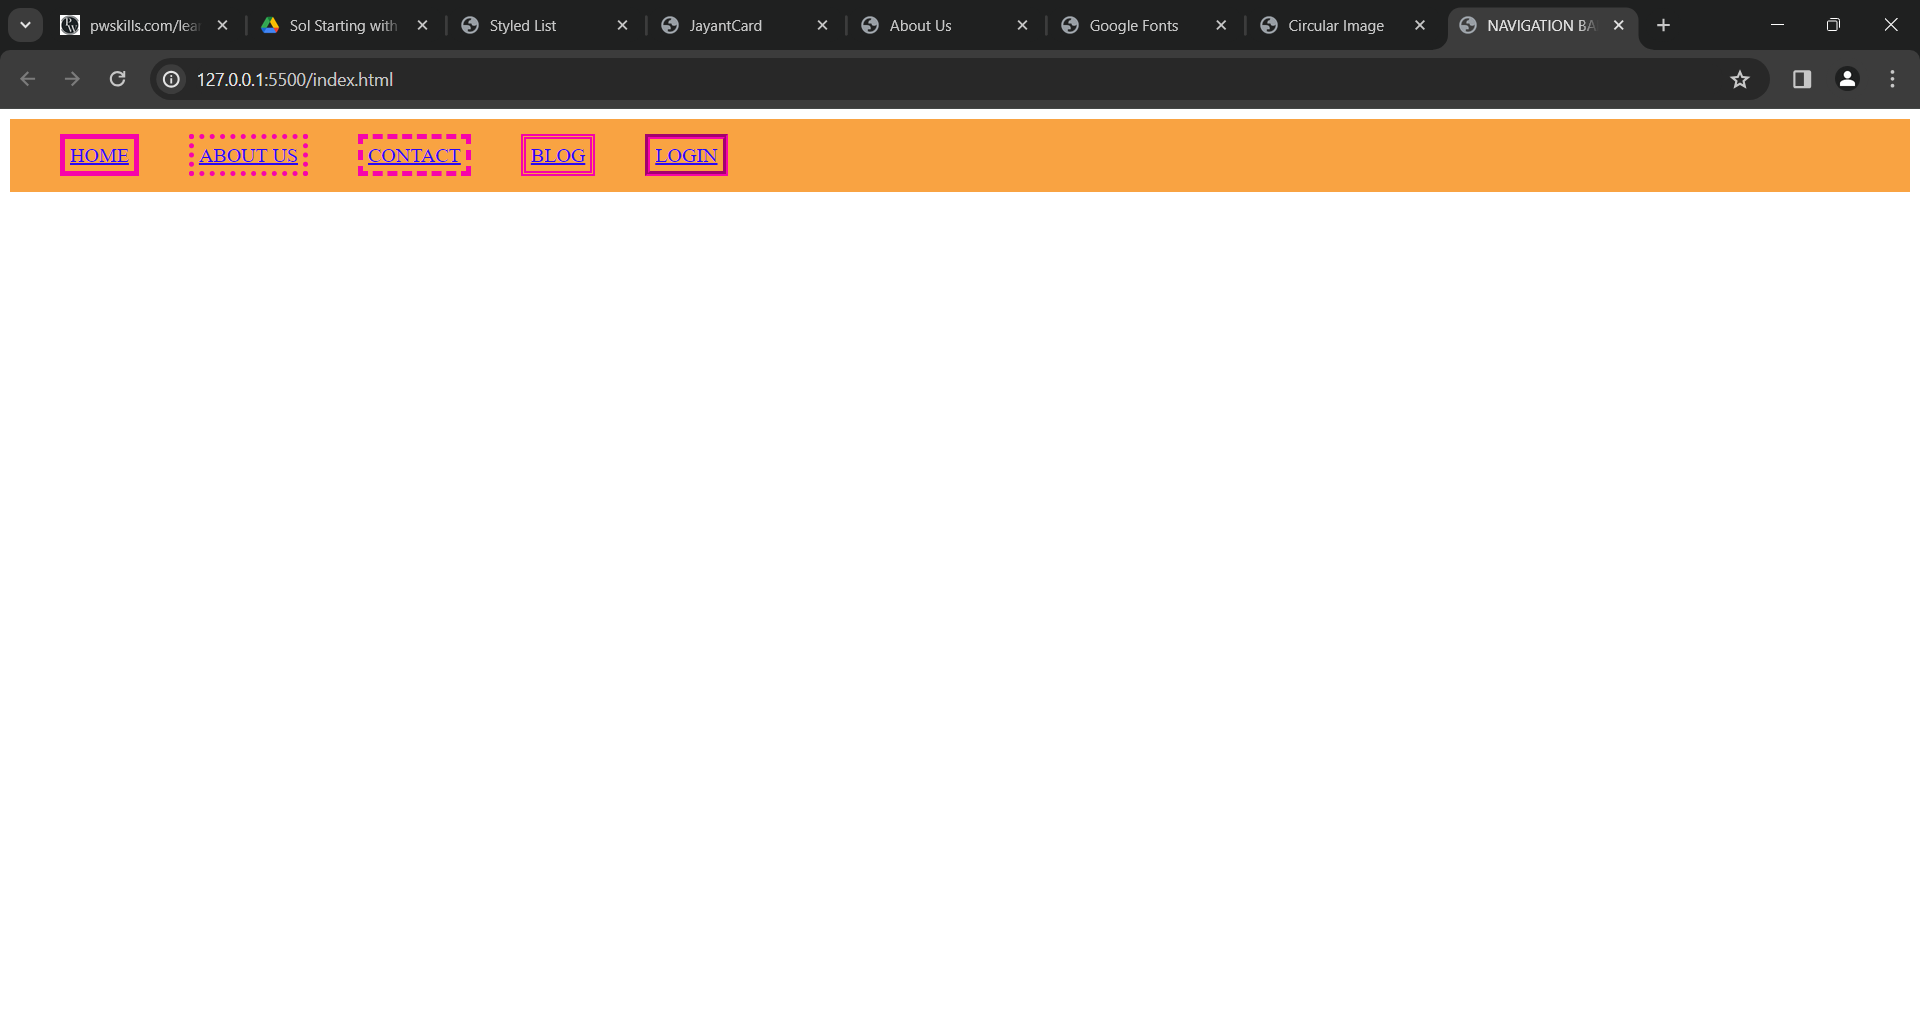 pwskills.com/lear Sol Starting with Styled List JayantCard About Us Google Fonts Circular Image NAVIGATION BA
127.0.0.1:5500/index.html
HOME ABOUT US CONTACT BLOG LOGIN